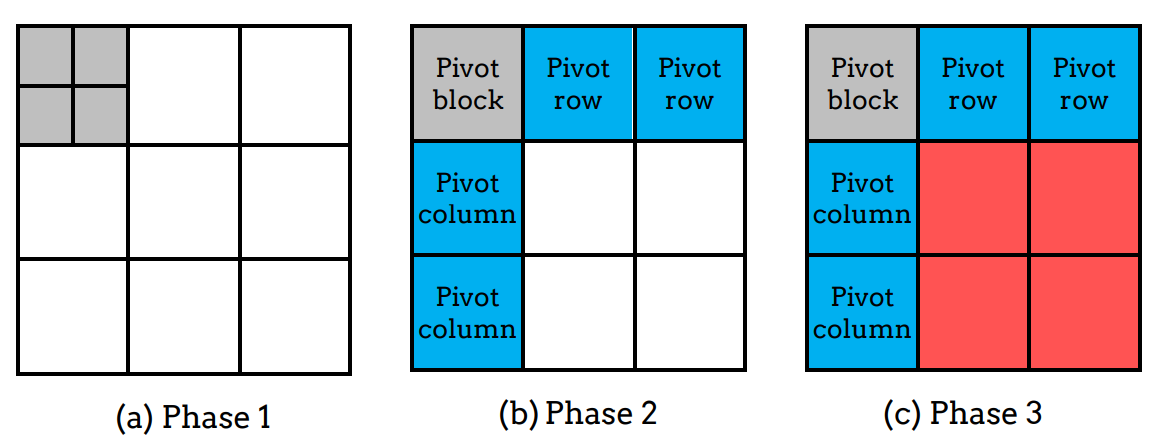 Pivot
block
Pivot
row
Pivot
row
Pivot
column
Pivot
column
Pivot
block
Pivot
row
Pivot
row
Pivot
column
Pivot
column
(a) Phase 1
(b) Phase 2
(c) Phase 3